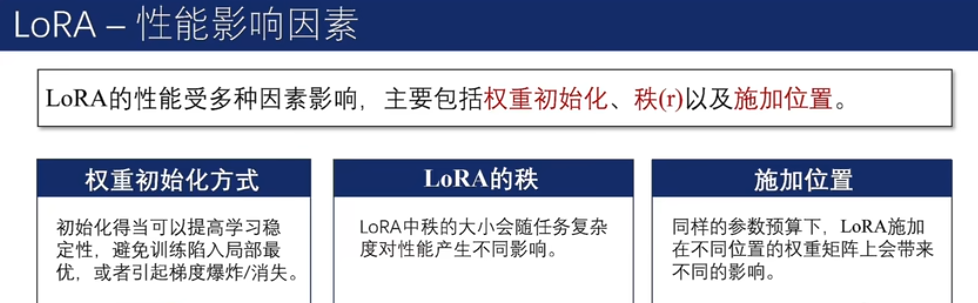 LoRA – 性能影响因素
LoRA的性能受多种因素影响，主要包括权重初始化、秩(r)以及施加位置。
权重初始化方式
初始化得当可以提高学习稳
定性，避免训练陷入局部最
优，或者引起梯度爆炸/消失。
LoRA的秩
LoRA中秩的大小会随任务复杂
度对性能产生不同影响。
施加位置
同样的参数预算下，LoRA施加
在不同位置的权重矩阵上会带来
不同的影响。